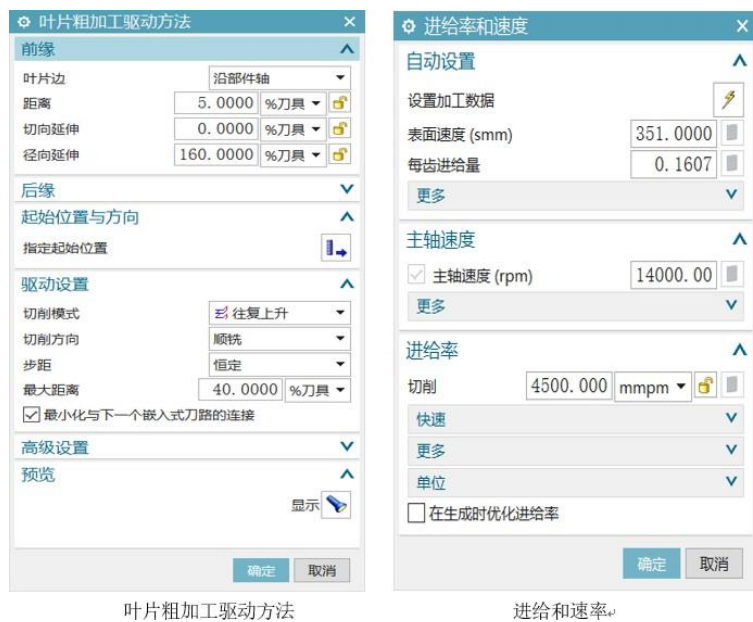 叶片粗加工驱动方法
前缘
叶片边 沿部件轴
距离 5.0000 %刀具
切向延伸 0.0000 %刀具
径向延伸 160.0000 %刀具
后缘
起始位置与方向
指定起始位置
驱动设置
切削模式 往复上升
切削方向 顺铣
步距 恒定
最大距离 40.0000 %刀具
最小化与下一个嵌入式刀路的连接
高级设置
预览
显示
确定 取消
叶片粗加工驱动方法
进给率和速度
自动设置
设置加工数据
表面速度 (smm) 351.0000
每齿进给量 0.1607
更多
主轴速度
主轴速度 (rpm) 14000.00
更多
进给率
切削 4500.000 mmpm
快速
更多
单位
在生成时优化进给率
确定 取消
进给和速率